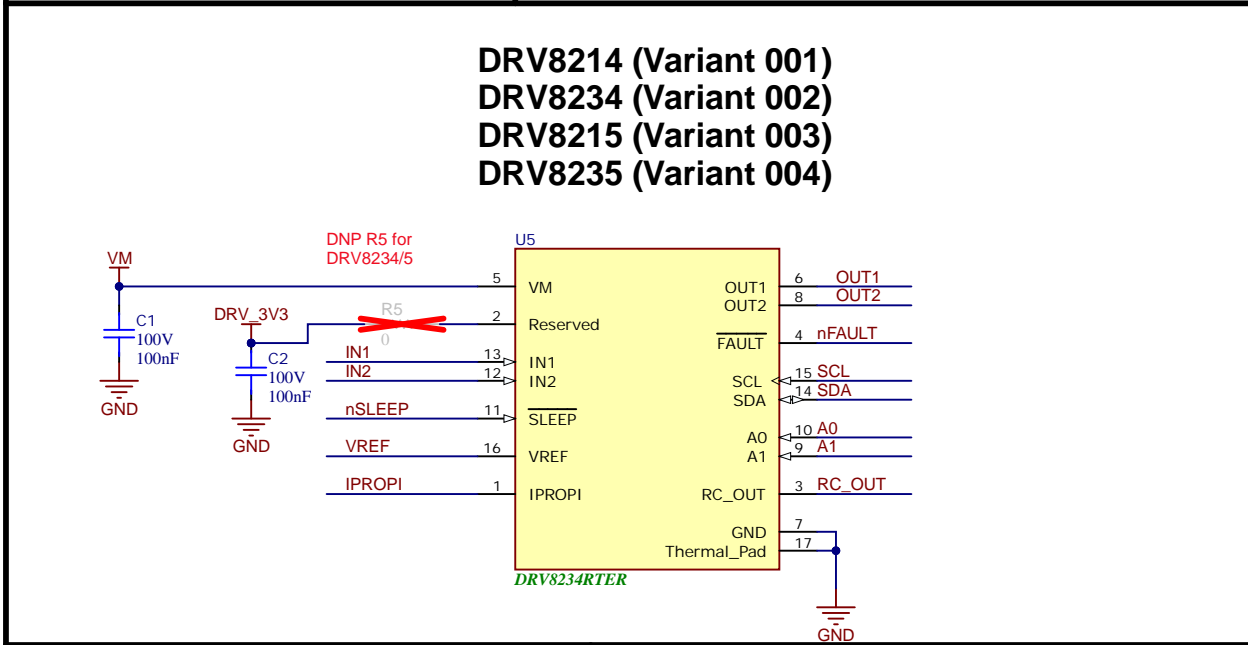 DRV8214 (Variant 001)
DRV8234 (Variant 002)
DRV8215 (Variant 003)
DRV8235 (Variant 004)
DNP R5 for
DRV8234/5
U5
VM
5
VM
OUT1
6
OUT1
OUT2
8
OUT2
C1
100V
100nF
GND
DRV_3V3
R5
0
2
Reserved
FAULT
4
nFAULT
C2
100V
100nF
GND
IN1
13
IN1
IN2
12
IN2
SCL
15
SCL
SDA
14
SDA
nSLEEP
11
SLEEP
A0
10
A0
A1
9
A1
VREF
16
VREF
IPROPI
1
IPROPI
RC_OUT
3
RC_OUT
GND
7
Thermal_Pad
17
DRV8234RTER
GND